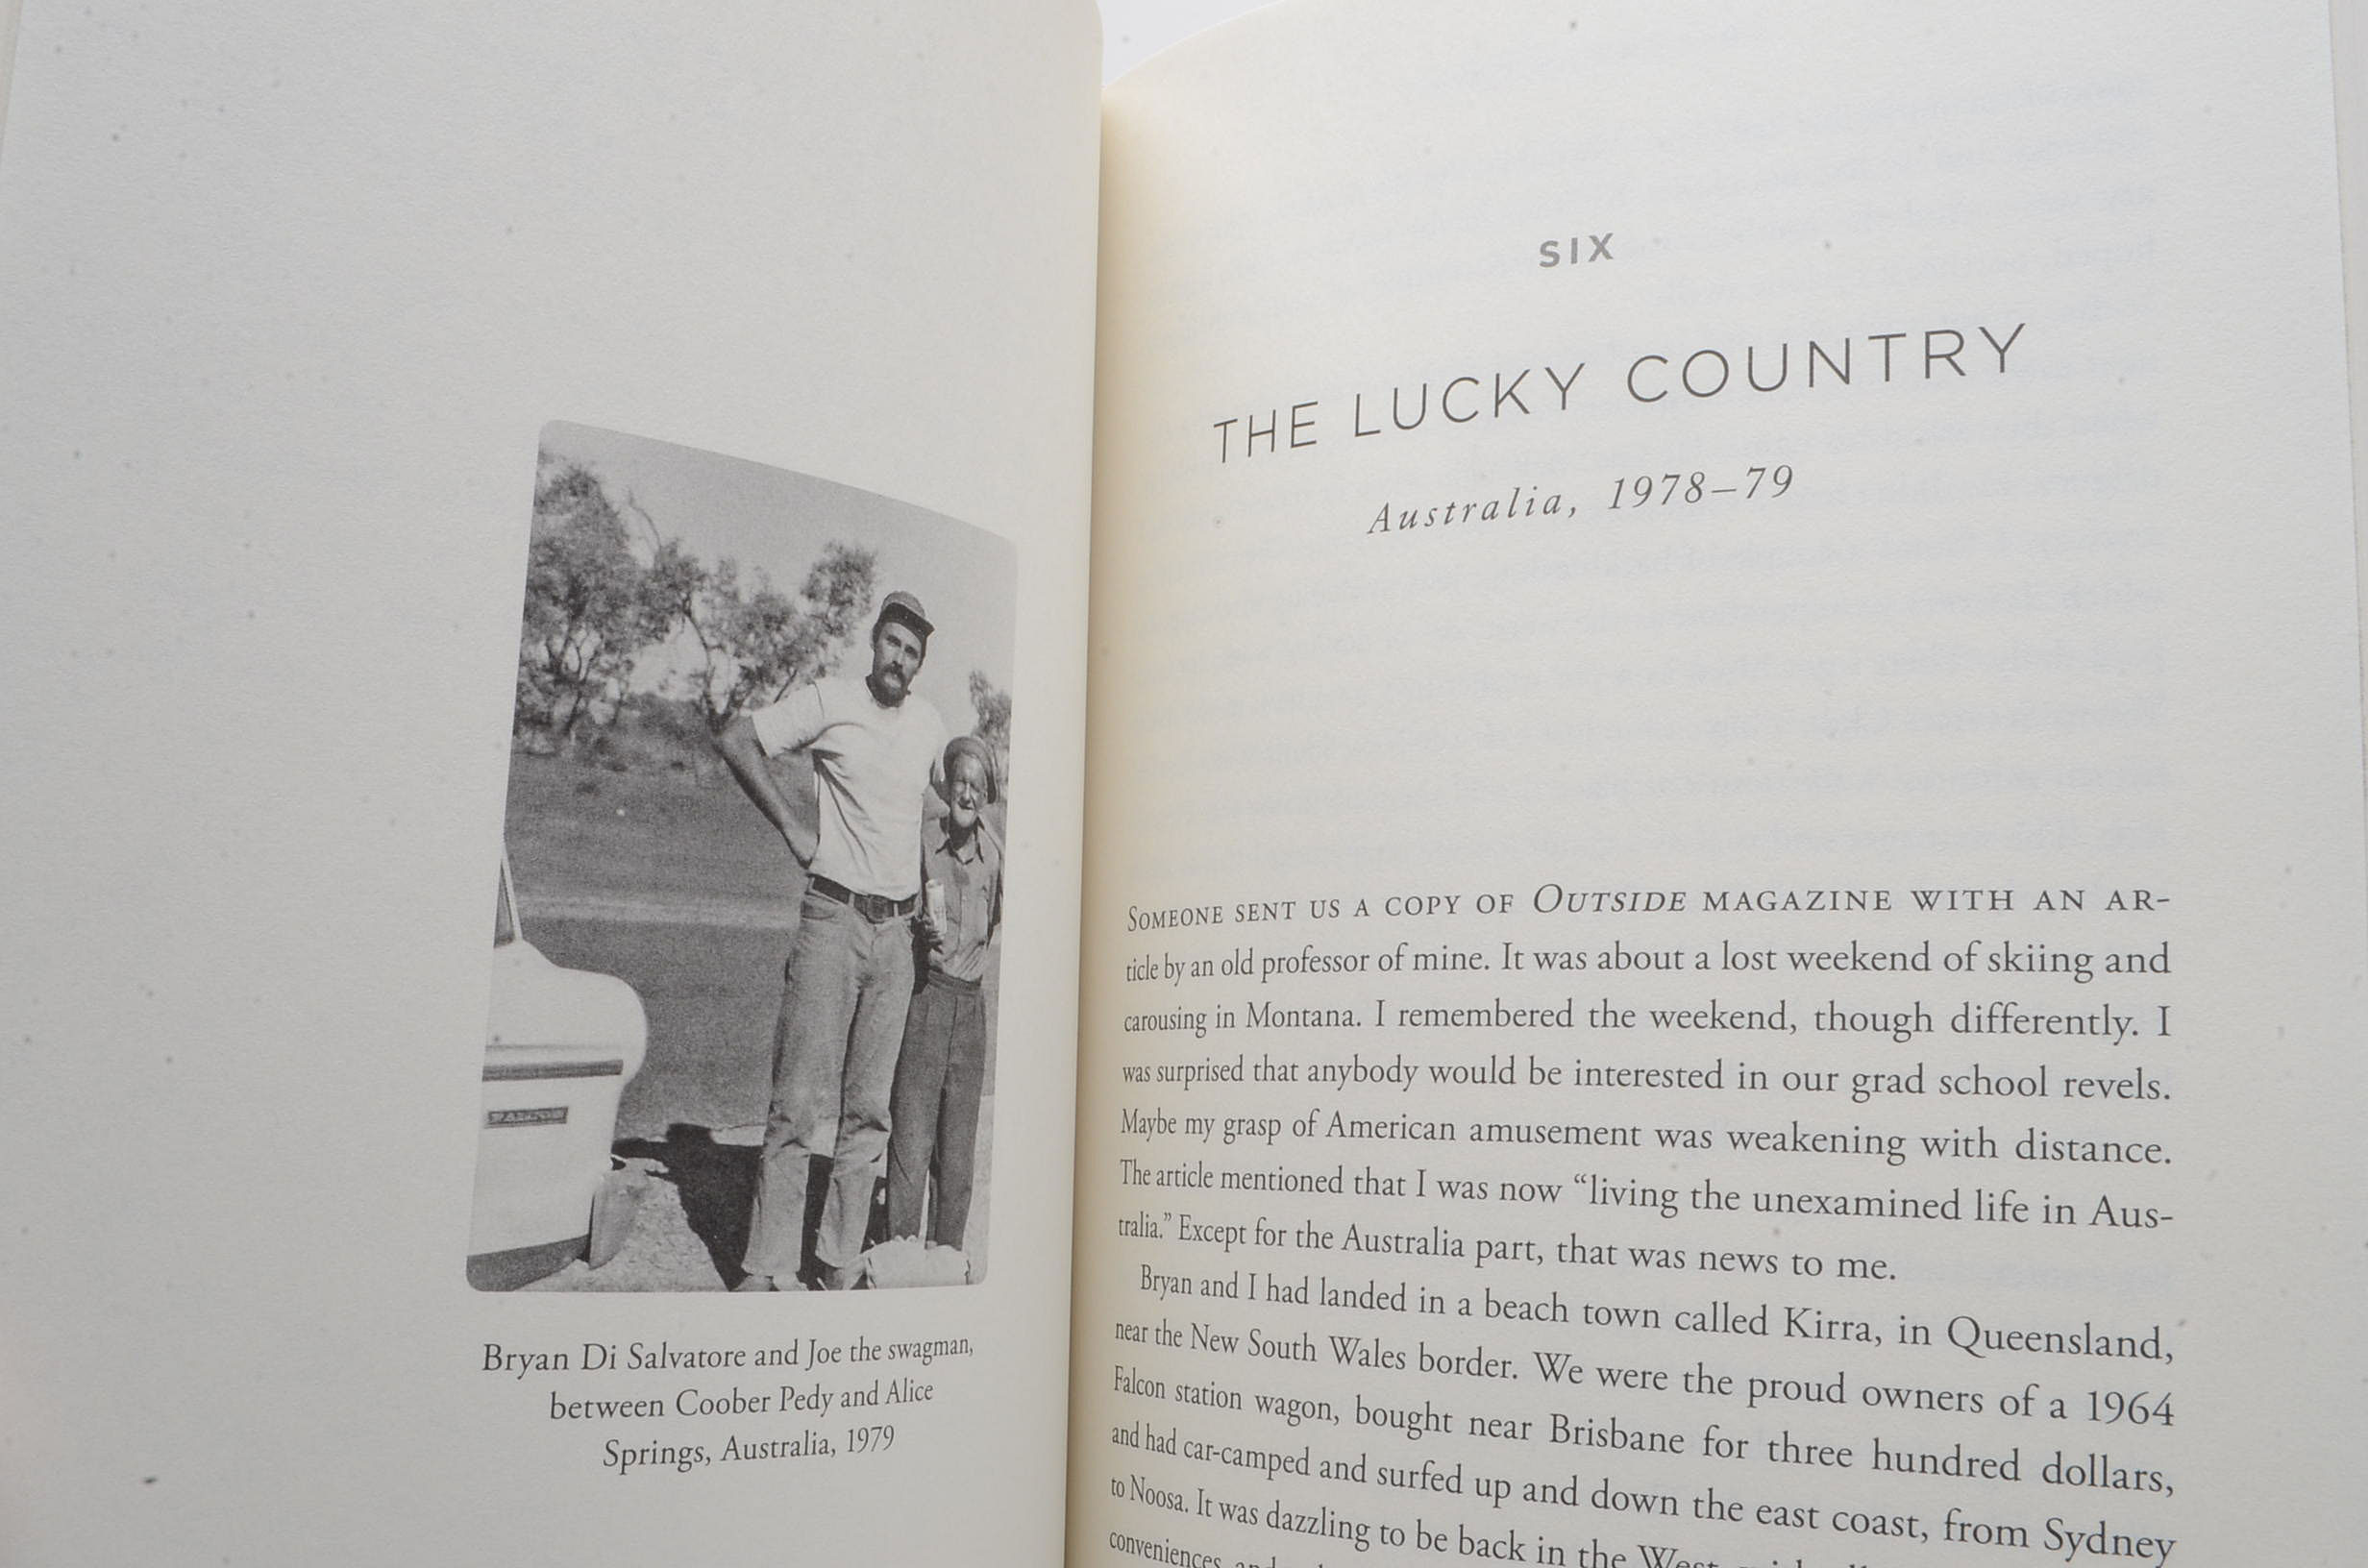 Bryan Di Salvatore and Joe the swagman,
between Coober Pedy and Alice
Springs, Australia, 1979
SIX
THE LUCKY COUNTRY
Australia, 1978–79
SOMEONE SENT US A COPY OF OUTSIDE MAGAZINE WITH AN AR-
ticle by an old professor of mine. It was about a lost weekend of skiing and
carousing in Montana. I remembered the weekend, though differently. I
was surprised that anybody would be interested in our grad school revels.
Maybe my grasp of American amusement was weakening with distance.
The article mentioned that I was now “living the unexamined life in Aus-
tralia.” Except for the Australia part, that was news to me.
Bryan and I had landed in a beach town called Kirra, in Queensland,
near the New South Wales border. We were the proud owners of a 1964
Falcon station wagon, bought near Brisbane for three hundred dollars,
and had car-camped and surfed up and down the east coast, from Sydney
to Noosa. It was dazzling to be back in the West,
conveniences